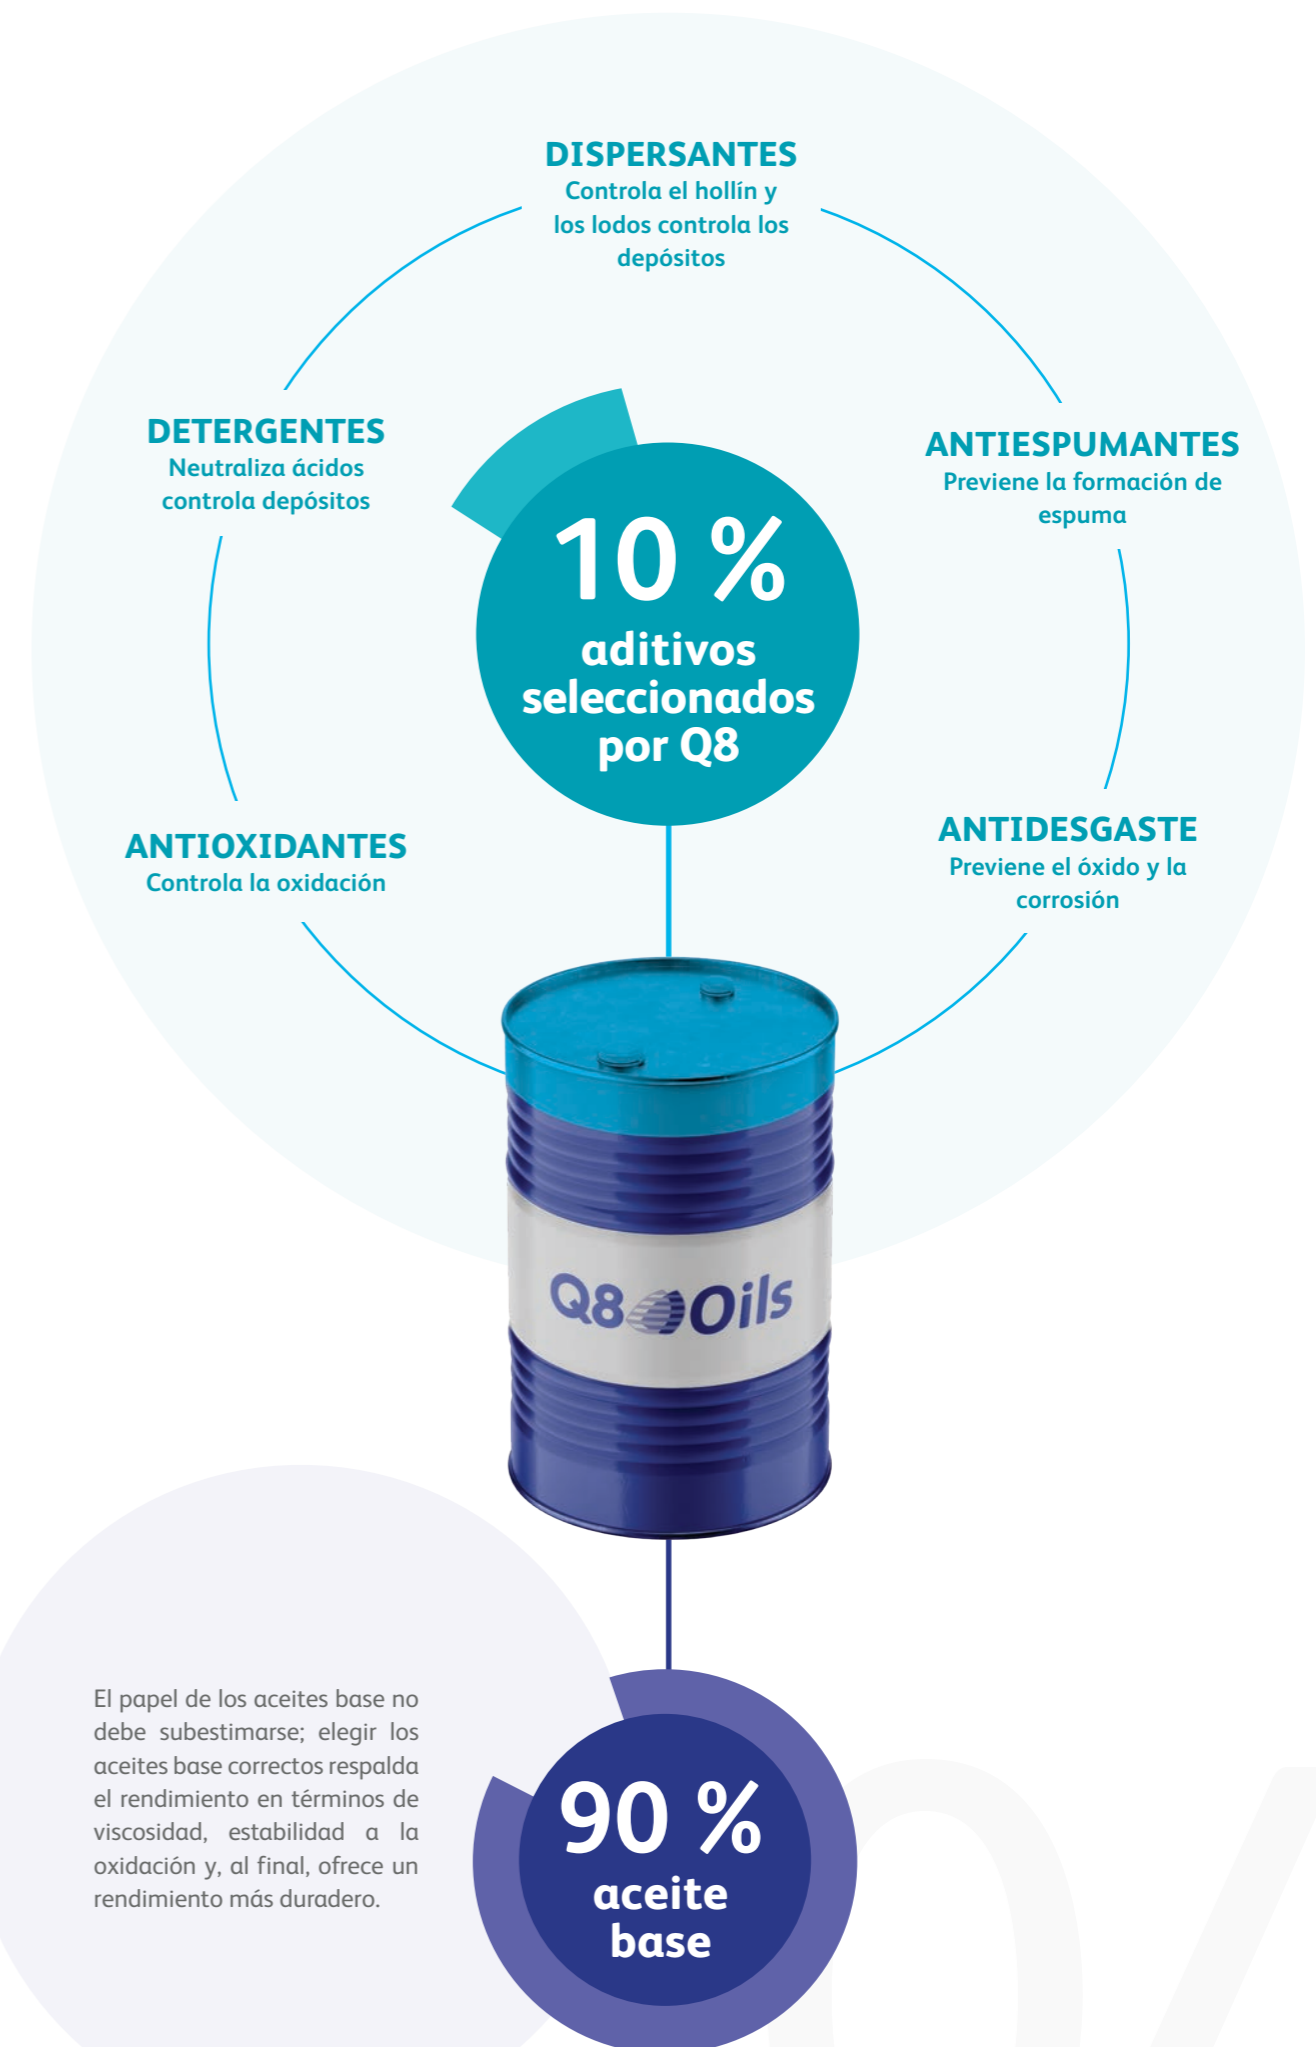 DISPERSANTES
Controla el hollín y
los lodos controla los
depósitos
DETERGENTES
Neutraliza ácidos
controla depósitos
ANTIESPUMANTES
Previene la formación de
espuma
10 %
aditivos
seleccionados
por Q8
ANTIOXIDANTES
Controla la oxidación
ANTIDESGASTE
Previene el óxido y la
corrosión
Q8 Oils
El papel de los aceites base no
debe subestimarse; elegir los
aceites base correctos respalda
el rendimiento en términos de
viscosidad, estabilidad a la
oxidación y, al final, ofrece un
rendimiento más duradero.
90 %
aceite
base